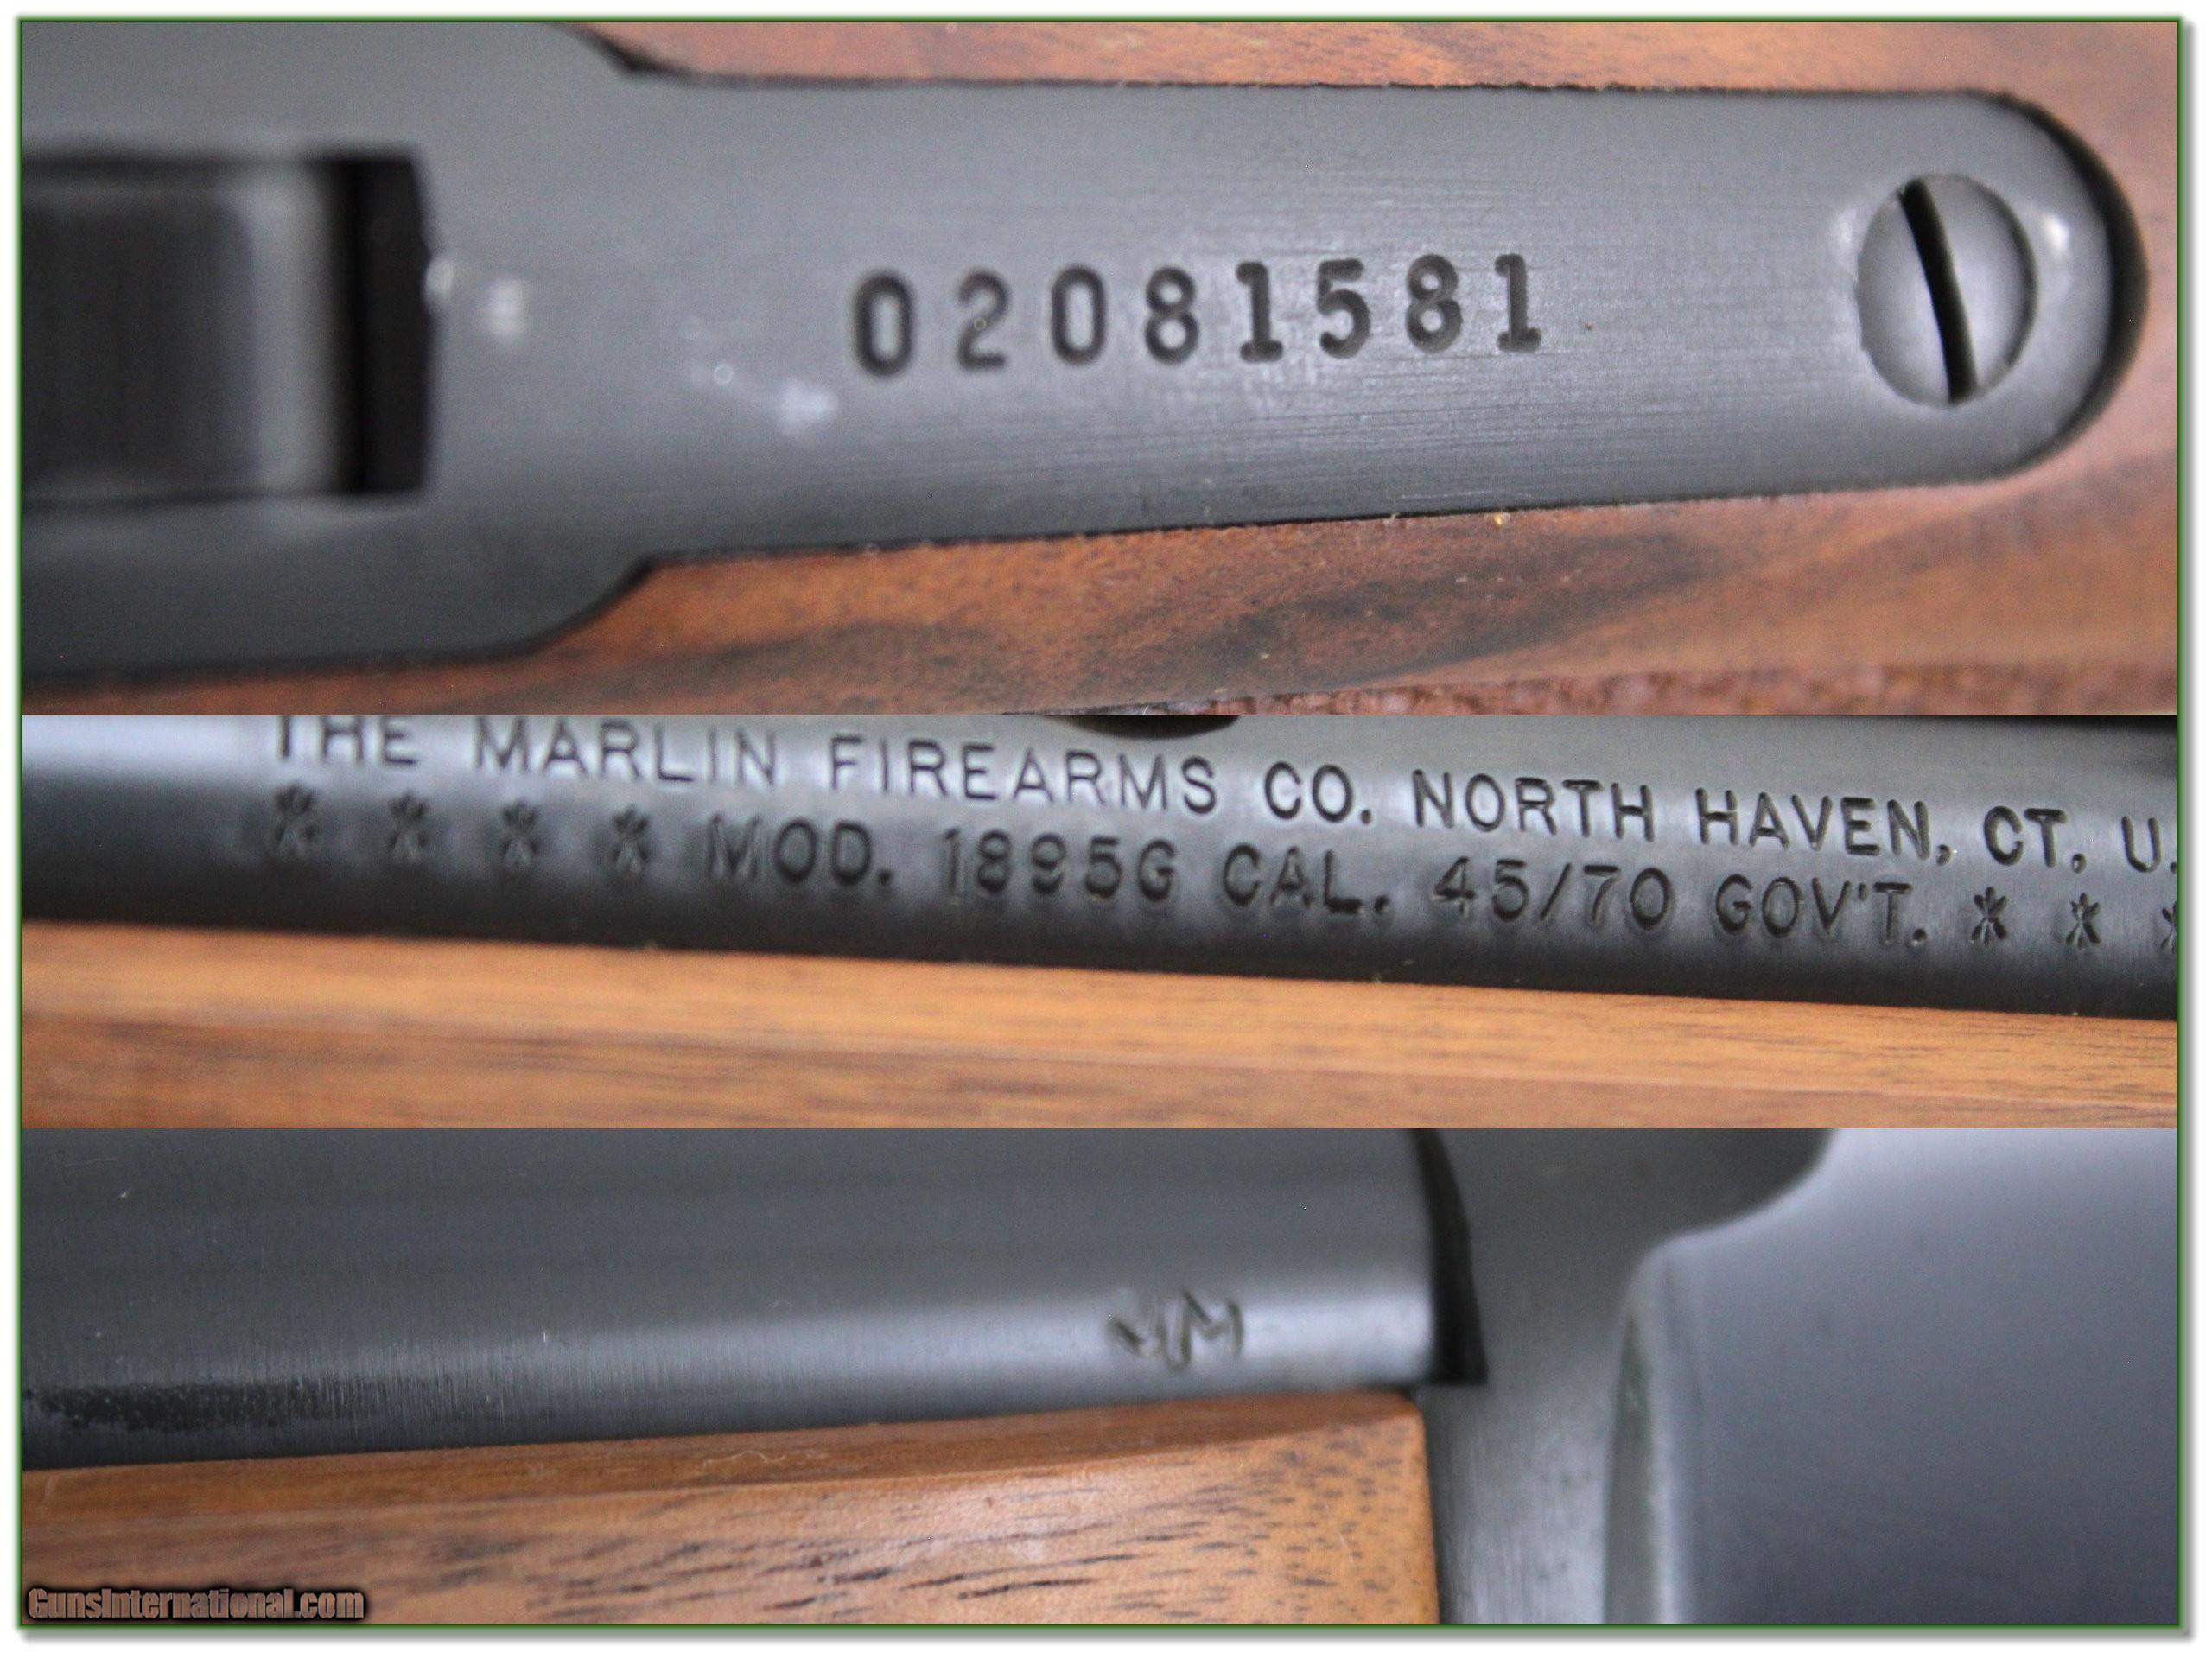 02081581
THE MARLIN FIREARMS CO. NORTH HAVEN, CT. U.
* * * * MOD. 1895G CAL. 45/70 GOV'T. * * *
JM
GunsInternational.com